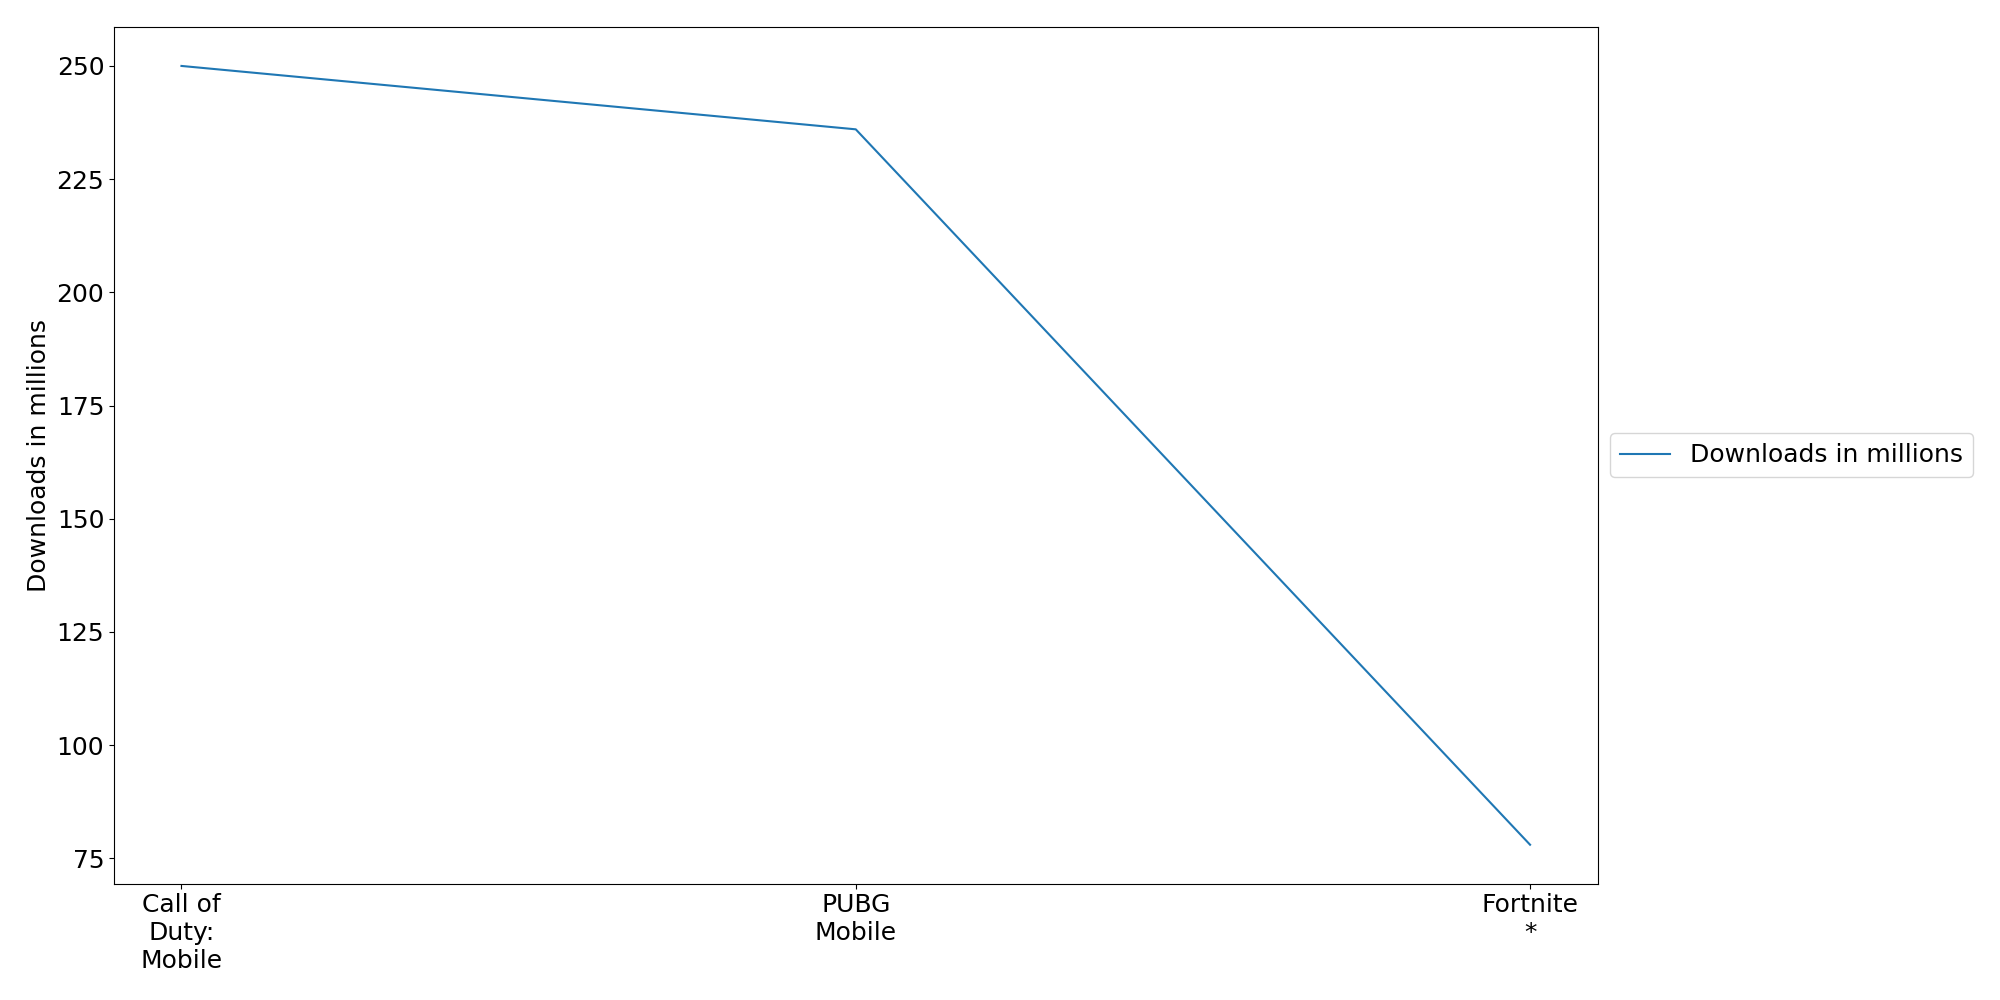 250
225
200
175
150
125
100
75
Downloads in millions
Call of
Duty:
Mobile
PUBG
Mobile
Fortnite
*
Downloads in millions